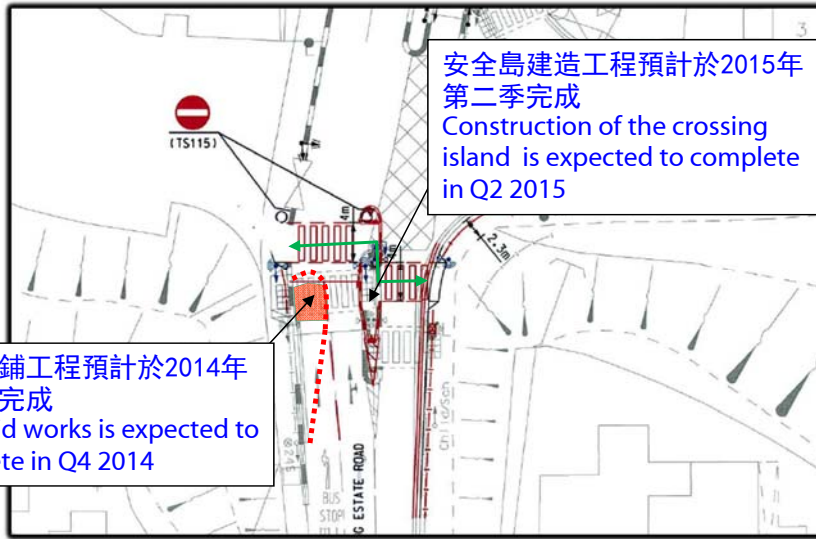 3
安全島建造工程預計於2015年
第二季完成
Construction of the crossing
island is expected to complete
in Q2 2015
(TS115)
4m
2.3m
鋪工程預計於2014年
完成
d works is expected to
ete in Q4 2014
@245
BUS
STOP
G ESTATE ROAD